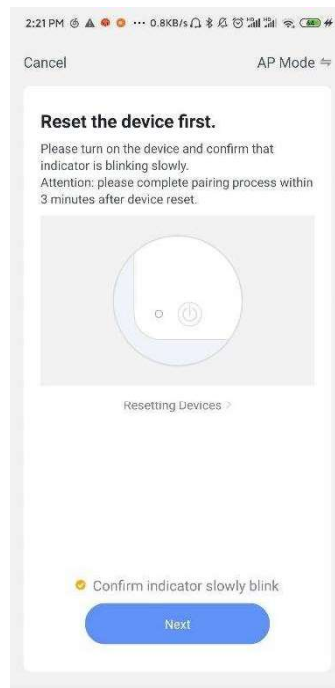 2:21 PM ··· 0.8KB/s
Cancel AP Mode
Reset the device first.
Please turn on the device and confirm that
indicator is blinking slowly.
Attention: please complete pairing process within
3 minutes after device reset.
Resetting Devices >
Confirm indicator slowly blink
Next